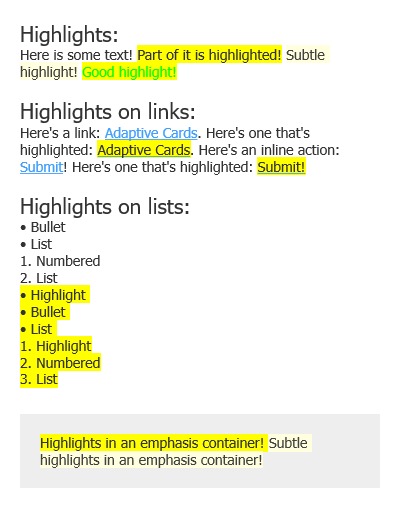 Highlights:
Here is some text! Part of it is highlighted! Subtle
highlight! Good highlight!
Highlights on links:
Here's a link: Adaptive Cards. Here's one that's
highlighted: Adaptive Cards. Here's an inline action:
Submit! Here's one that's highlighted: Submit!
Highlights on lists:
• Bullet
• List
1. Numbered
2. List
• Highlight
• Bullet
• List
1. Highlight
2. Numbered
3. List
Highlights in an emphasis container! Subtle
highlights in an emphasis container!